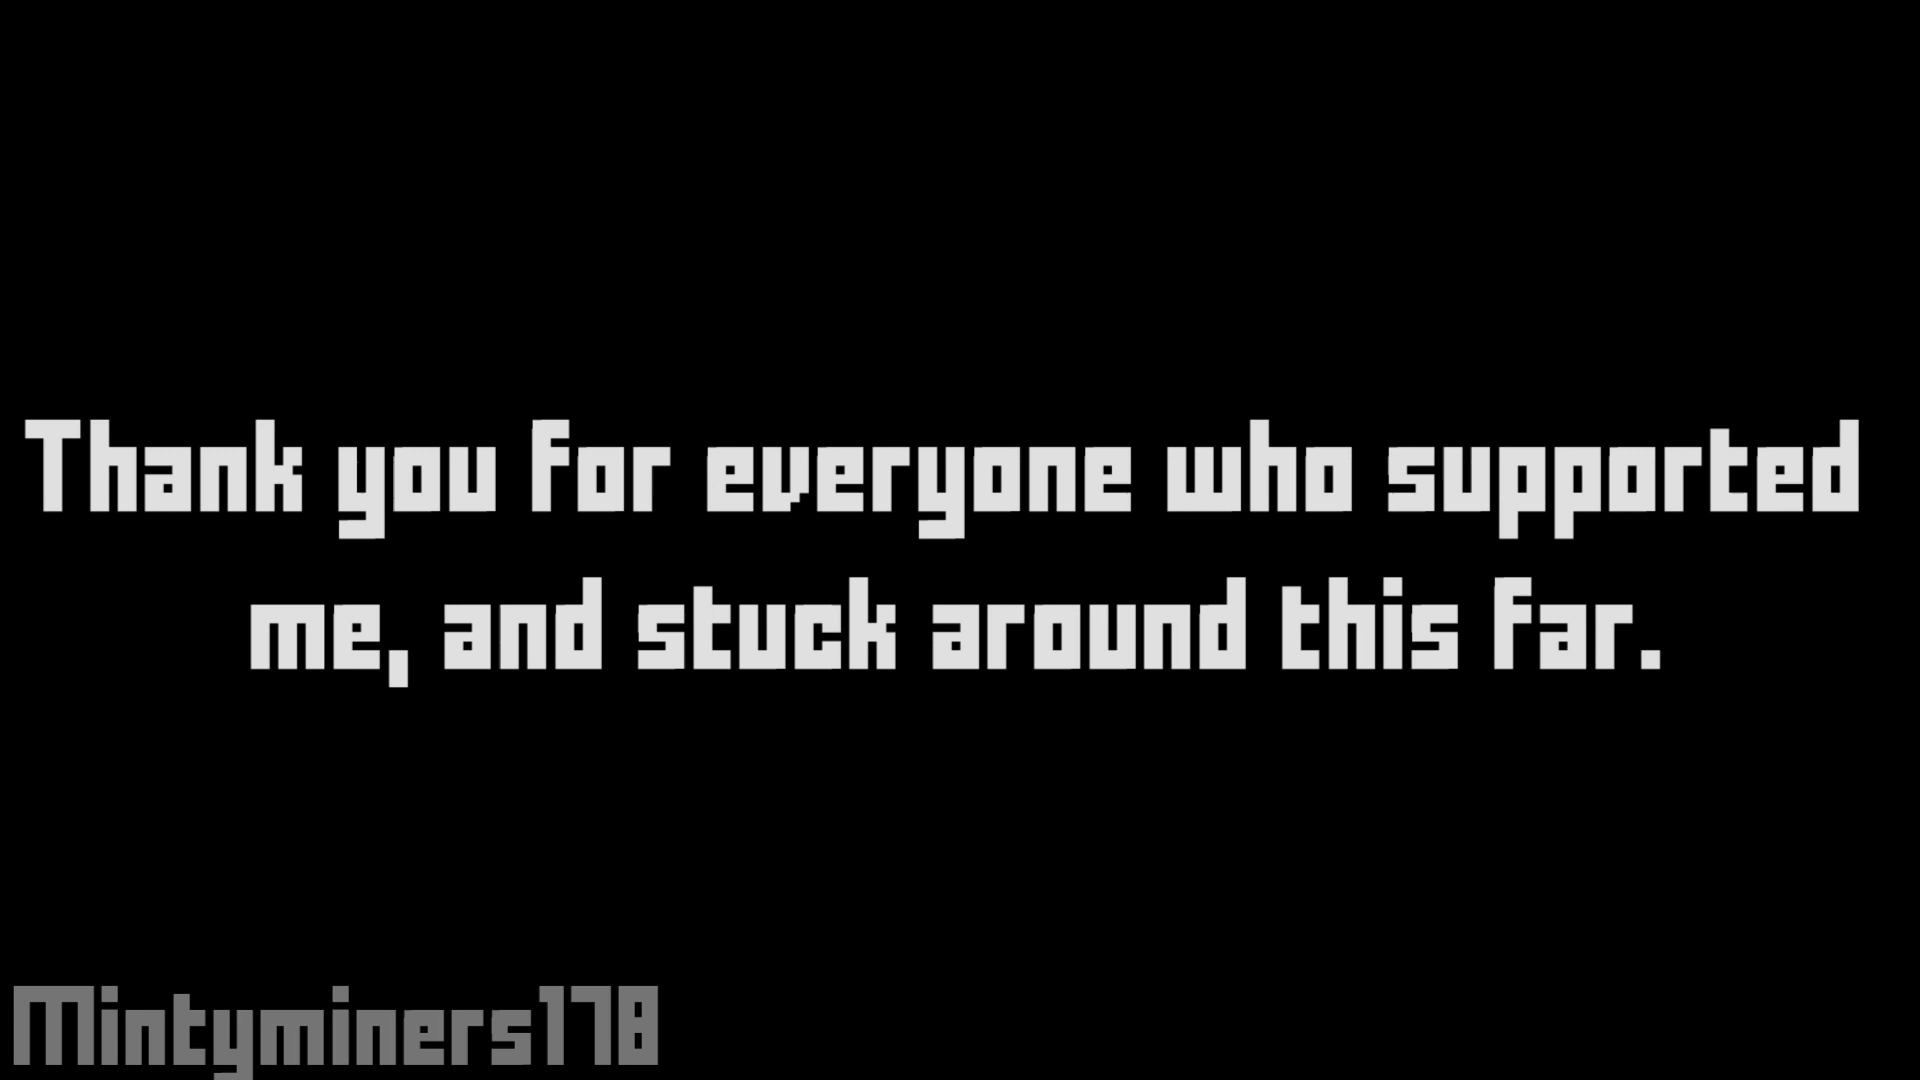 Thank you for everyone who supported
me, and stuck around this far.
Mintyminers178